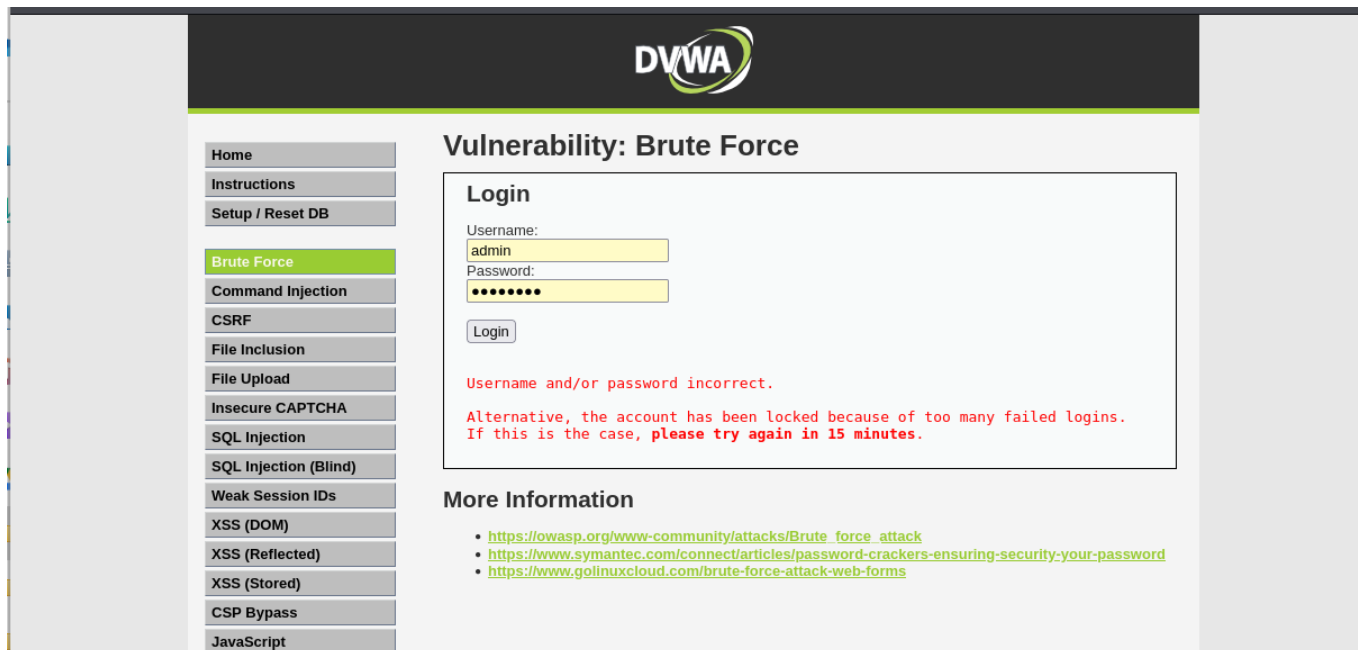 DVWA
Home
Instructions
Setup / Reset DB
Brute Force
Command Injection
CSRF
File Inclusion
File Upload
Insecure CAPTCHA
SQL Injection
SQL Injection (Blind)
Weak Session IDs
XSS (DOM)
XSS (Reflected)
XSS (Stored)
CSP Bypass
JavaScript
Vulnerability: Brute Force
Login
Username:
admin
Password:
●●●●●●●●
Login
Username and/or password incorrect.
Alternative, the account has been locked because of too many failed logins.
If this is the case, please try again in 15 minutes.
More Information
• https://owasp.org/www-community/attacks/Brute_force_attack
• https://www.symantec.com/connect/articles/password-crackers-ensuring-security-your-password
• https://www.golinuxcloud.com/brute-force-attack-web-forms